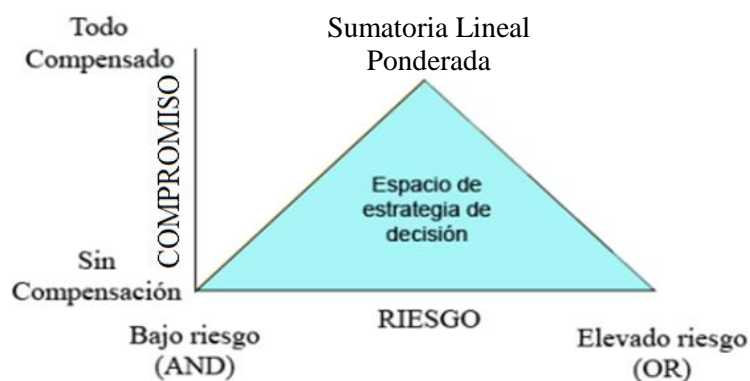 Todo
Compensado
Sumatoria Lineal
Ponderada
COMPROMISO
Espacio de
estrategia de
decisión
Sin
Compensación
RIESGO
Bajo riesgo
(AND)
Elevado riesgo
(OR)